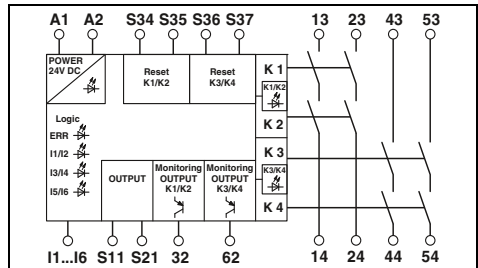 A1 A2 S34 S35 S36 S37 13 23 43 53
POWER
24V DC
Reset
K1/K2
Reset
K3/K4
K 1
K1/K2
K 2
Logic
ERR
I1/I2
I3/I4
I5/I6
K 3
K3/K4
K 4
OUTPUT
Monitoring
OUTPUT
K1/K2
Monitoring
OUTPUT
K3/K4
I1...I6 S11 S21 32 62 14 24 44 54